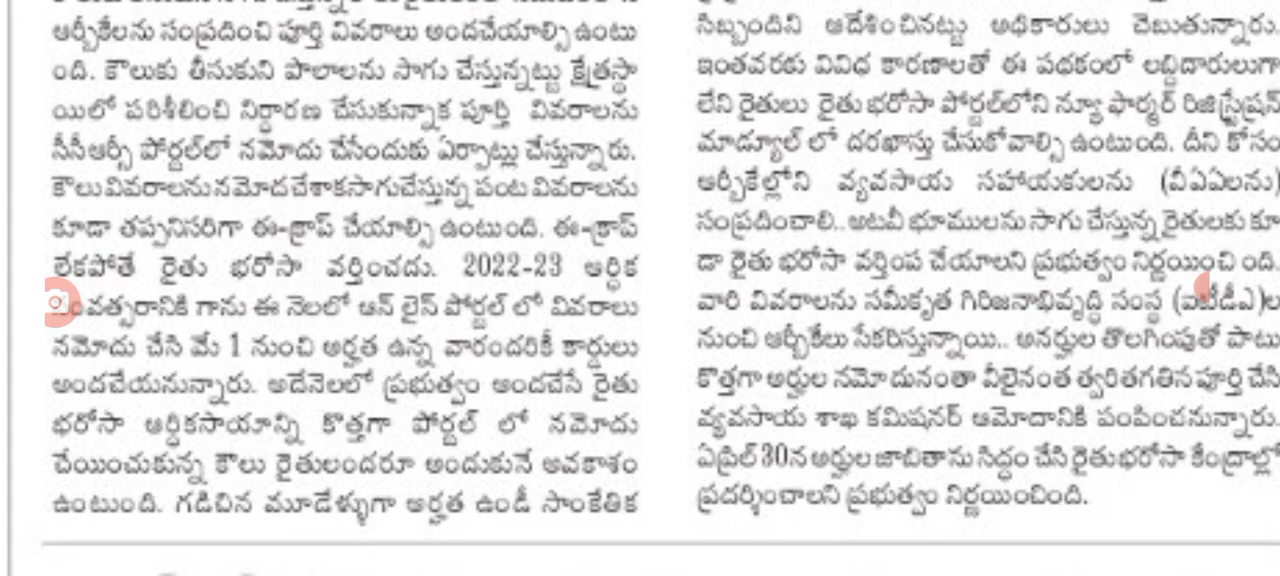 ఆర్బీకేలను సంప్రదించి పూర్తి వివరాలు అందచేయాల్సి ఉంటు
ంది. కౌలుకు తీసుకుని పొలాలను సాగు చేస్తున్నట్టు క్షేత్రస్థా
యిలో పరిశీలించి నిర్ధారణ చేసుకున్నాక పూర్తి వివరాలను
సీసీఆర్సీ పోర్టల్‌లో నమోదు చేసేందుకు ఏర్పాట్లు చేస్తున్నారు.
కౌలు వివరాలను నమోద చేశాక సాగుచేస్తున్న పంట వివరాలను
కూడా తప్పనిసరిగా ఈ-క్రాప్ చేయాల్సి ఉంటుంది. ఈ-క్రాప్
లేకపోతే రైతు భరోసా వర్తించదు. 2022-23 ఆర్థిక
సంవత్సరానికి గాను ఈ నెలలో ఆన్ లైన్ పోర్టల్ లో వివరాలు
నమోదు చేసి మే 1 నుంచి అర్హత ఉన్న వారందరికీ కార్డులు
అందచేయనున్నారు. అదేనెలలో ప్రభుత్వం అందచేసే రైతు
భరోసా ఆర్థికసాయాన్ని కొత్తగా పోర్టల్ లో నమోదు
చేయించుకున్న కౌలు రైతులందరూ అందుకునే అవకాశం
ఉంటుంది. గడిచిన మూడేళ్ళుగా అర్హత ఉండీ సాంకేతిక
సిబ్బందిని ఆదేశించినట్టు అధికారులు చెబుతున్నారు.
ఇంతవరకు వివిధ కారణాలతో ఈ పథకంలో లబ్దిదారులుగా
లేని రైతులు రైతు భరోసా పోర్టల్‌లోని న్యూ ఫార్మర్ రిజిస్ట్రేషన్
మాడ్యూల్ లో దరఖాస్తు చేసుకోవాల్సి ఉంటుంది. దీని కోసం
ఆర్బీకేల్లోని వ్యవసాయ సహాయకులను (వీఏఏలను)
సంప్రదించాలి.. అటవీ భూములను సాగు చేస్తున్న రైతులకు కూ
డా రైతు భరోసా వర్తింప చేయాలని ప్రభుత్వం నిర్ణయించి ంది.
వారి వివరాలను సమీకృత గిరిజనాభివృద్ధి సంస్థ (ఐటీడీఏ)ల
నుంచి ఆర్బీకేలు సేకరిస్తున్నాయి.. అనర్హుల తొలగింపుతో పాటు
కొత్తగా అర్హుల నమోదునంతా వీలైనంత త్వరితగతిన పూర్తి చేసి
వ్యవసాయ శాఖ కమిషనర్ ఆమోదానికి పంపించనున్నారు.
ఏప్రిల్ 30న అర్హుల జాబితాను సిద్ధం చేసి రైతుభరోసా కేంద్రాల్లో
ప్రదర్శించాలని ప్రభుత్వం నిర్ణయించింది.